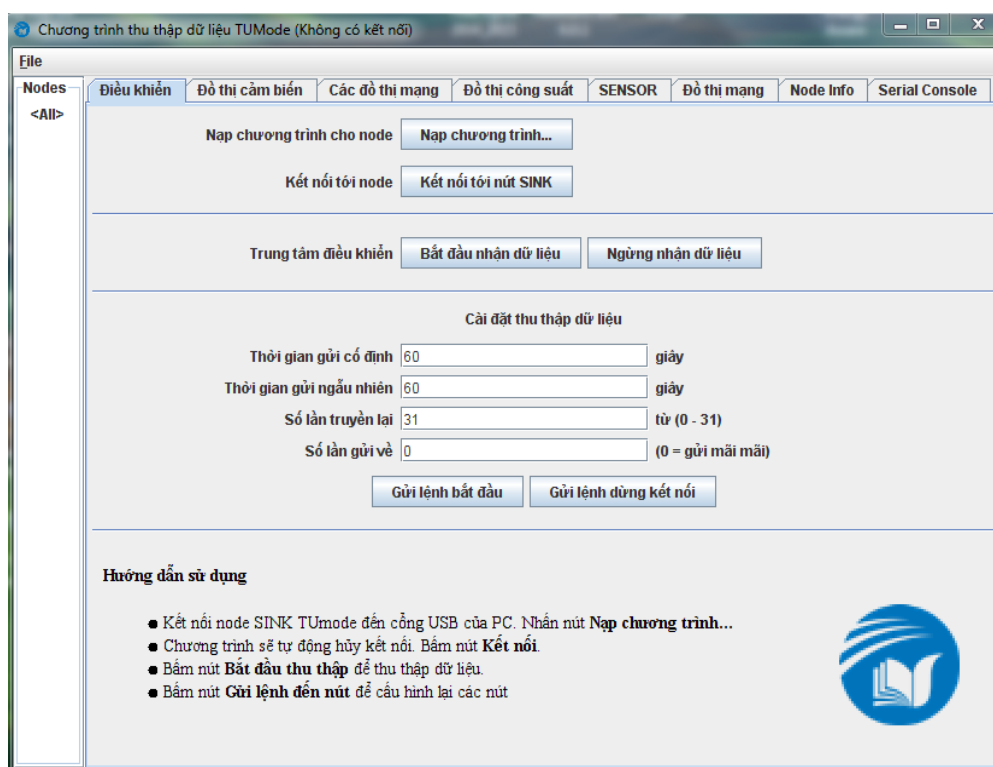 Chương trình thu thập dữ liệu TUMode (Không có kết nối)
File
Nodes
<All>
Điều khiển Đồ thị cảm biến Các đồ thị mạng Đồ thị công suất SENSOR Đồ thị mạng Node Info Serial Console
Nạp chương trình cho node Nạp chương trình...
Kết nối tới node Kết nối tới nút SINK
Trung tâm điều khiển Bắt đầu nhận dữ liệu Ngừng nhận dữ liệu
Cài đặt thu thập dữ liệu
Thời gian gửi cố định 60 giây
Thời gian gửi ngẫu nhiên 60 giây
Số lần truyền lại 31 từ (0 - 31)
Số lần gửi về 0 (0 = gửi mãi mãi)
Gửi lệnh bắt đầu Gửi lệnh dừng kết nối
Hướng dẫn sử dụng
● Kết nối node SINK TUmode đến cổng USB của PC. Nhấn nút Nạp chương trình...
● Chương trình sẽ tự động hủy kết nối. Bấm nút Kết nối.
● Bấm nút Bắt đầu thu thập để thu thập dữ liệu.
● Bấm nút Gửi lệnh đến nút để cấu hình lại các nút